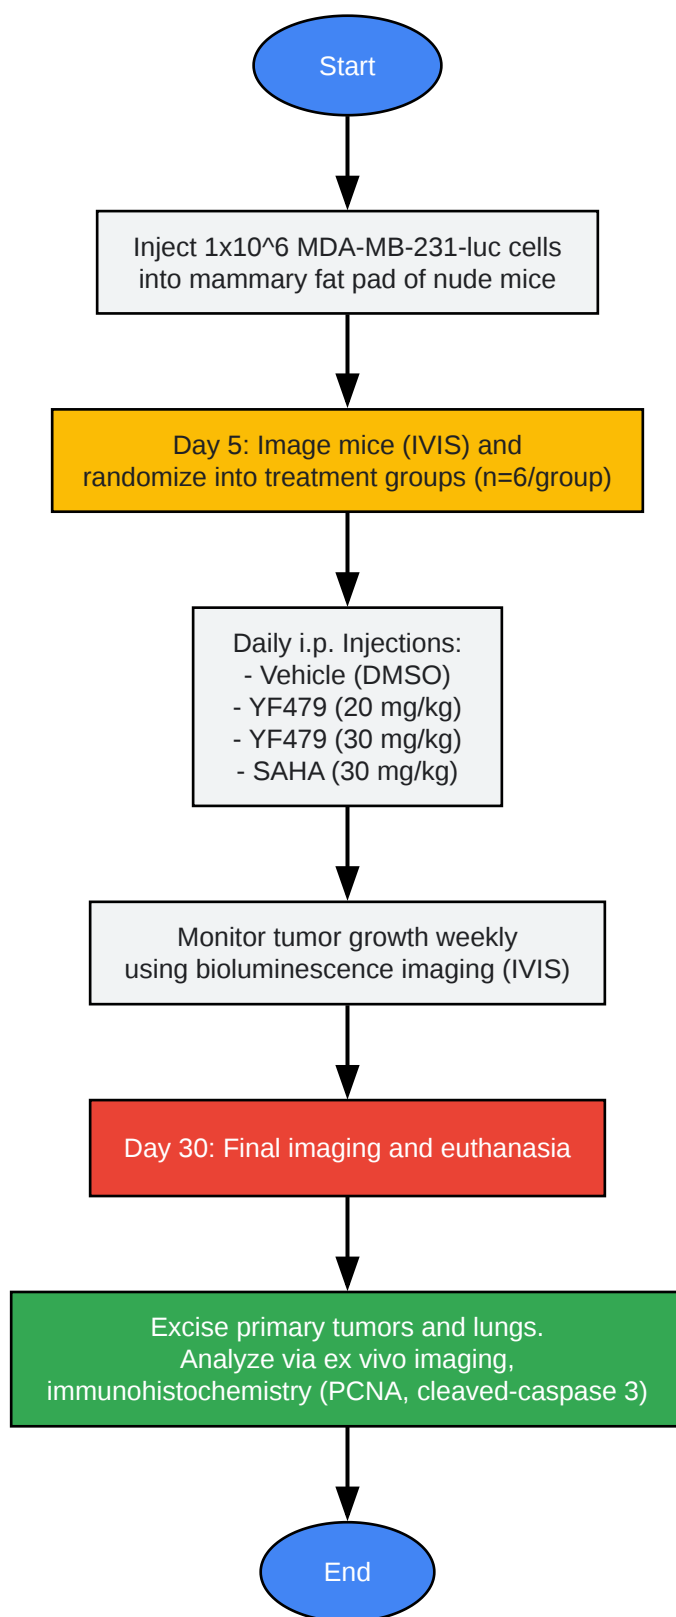 Start
Inject 1x10^6 MDA-MB-231-luc cells
into mammary fat pad of nude mice
Day 5: Image mice (IVIS) and
randomize into treatment groups (n=6/group)
Daily i.p. Injections:
- Vehicle (DMSO)
- YF479 (20 mg/kg)
- YF479 (30 mg/kg)
- SAHA (30 mg/kg)
Monitor tumor growth weekly
using bioluminescence imaging (IVIS)
Day 30: Final imaging and euthanasia
Excise primary tumors and lungs.
Analyze via ex vivo imaging,
immunohistochemistry (PCNA, cleaved-caspase 3)
End